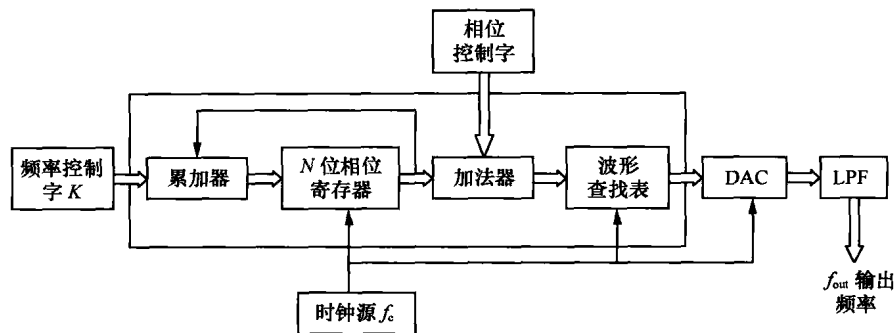 相位
控制字
频率控制
字 K
累加器
N 位相位
寄存器
加法器
波形
查找表
DAC
LPF
时钟源 fc
fout 输出
频率